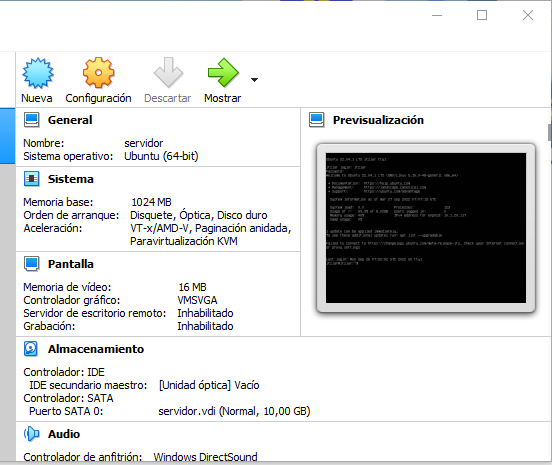 Nueva Configuración Descartar Mostrar
General
Nombre: servidor
Sistema operativo: Ubuntu (64-bit)
Sistema
Memoria base: 1024 MB
Orden de arranque: Disquete, Óptica, Disco duro
Aceleración: VT-x/AMD-V, Paginación anidada,
Paravirtualización KVM
Pantalla
Memoria de vídeo: 16 MB
Controlador gráfico: VMSVGA
Servidor de escritorio remoto: Inhabilitado
Grabación: Inhabilitado
Almacenamiento
Controlador: IDE
IDE secundario maestro: [Unidad óptica] Vacío
Controlador: SATA
Puerto SATA 0: servidor.vdi (Normal, 10,00 GB)
Audio
Controlador de anfitrión: Windows DirectSound
Previsualización